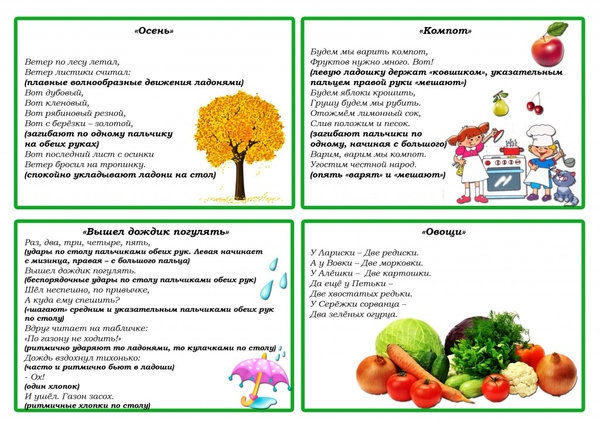 «Осень»
Ветер по лесу летал,
Ветер листики считал:
(плавные волнообразные движения ладонями)
Вот дубовый,
Вот кленовый,
Вот рябиновый резной,
Вот с берёзки – золотой,
(загибают по одному пальчику
на обеих руках)
Вот последний лист с осинки
Ветер бросил на тропинку.
(спокойно укладывают ладони на стол)
«Компот»
Будем мы варить компот,
Фруктов нужно много. Вот!
(левую ладошку держат «ковшиком», указательным
пальцем правой руки «мешают»)
Будем яблоки крошить,
Грушу будем мы рубить.
Отожмём лимонный сок,
Слив положим и песок.
(загибают пальчики по
одному, начиная с большого)
Варим, варим мы компот.
Угостим честной народ.
(опять «варят» и «мешают»)
«Вышел дождик погулять»
Раз, два, три, четыре, пять,
(удары по столу пальчиками обеих рук. Левая начинает
с мизинца, правая – с большого пальца)
Вышел дождик погулять.
(беспорядочные удары по столу пальчиками обеих рук)
Шёл неспешно, по привычке,
А куда ему спешить?
(«шагают» средним и указательным пальчиками обеих рук
по столу)
Вдруг читает на табличке:
«По газону не ходить!»
(ритмично ударяют то ладонями, то кулачками по столу)
Дождь вздохнул тихонько:
(часто и ритмично бьют в ладоши)
- Ох!
(один хлопок)
И ушёл. Газон засох.
(ритмичные хлопки по столу)
«Овощи»
У Лариски – Две редиски.
А у Вовки – Две морковки.
У Алёшки – Две картошки.
Да ещё у Петьки –
Две хвостатых редьки.
У Серёжки сорванца –
Два зелёных огурца.